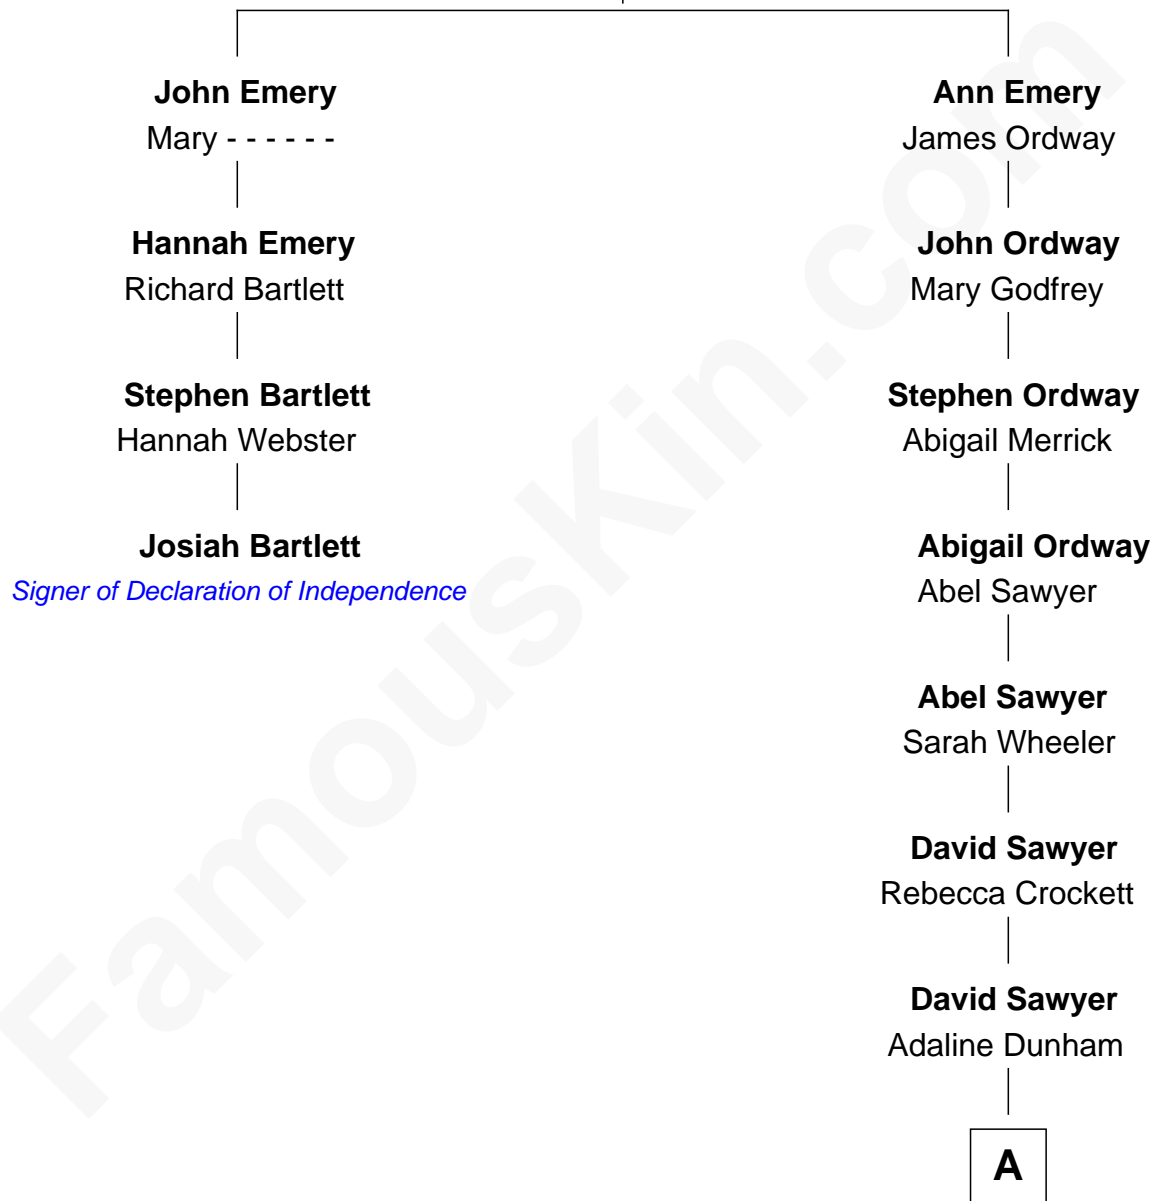 John Emery
Mary - - - - - -
Hannah Emery
Richard Bartlett
Stephen Bartlett
Hannah Webster
Josiah Bartlett
Signer of Declaration of Independence
Ann Emery
James Ordway
John Ordway
Mary Godfrey
Stephen Ordway
Abigail Merrick
Abigail Ordway
Abel Sawyer
Abel Sawyer
Sarah Wheeler
David Sawyer
Rebecca Crockett
David Sawyer
Adaline Dunham
A
FamousKin.com